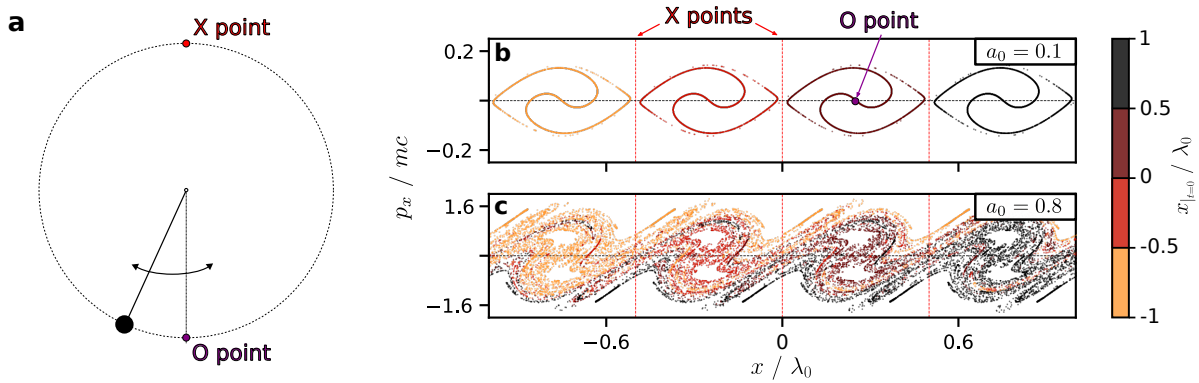 a
X point
O point
X points
O point
b
a₀ = 0.1
0.2
−0.2
c
a₀ = 0.8
1.6
−1.6
pₓ / mc
−0.6
0
0.6
x / λ₀
1
0.5
0
-0.5
-1
x|ₜ₌₀ / λ₀